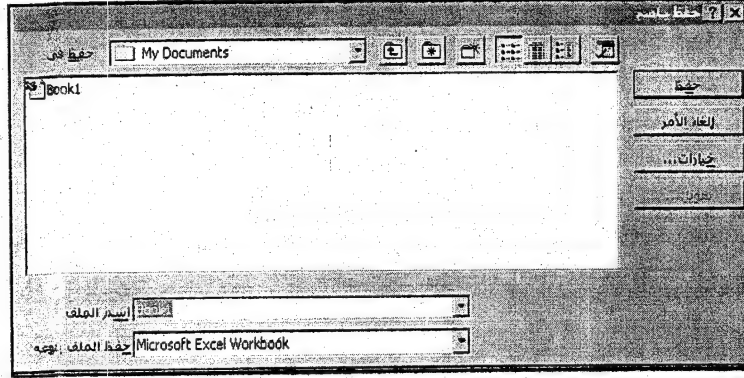 حفظ باسم
حفظ في My Documents
Book1
حفظ
إلغاء الأمر
خيارات...
اسم الملف
حفظ الملف بنوعه Microsoft Excel Workbook